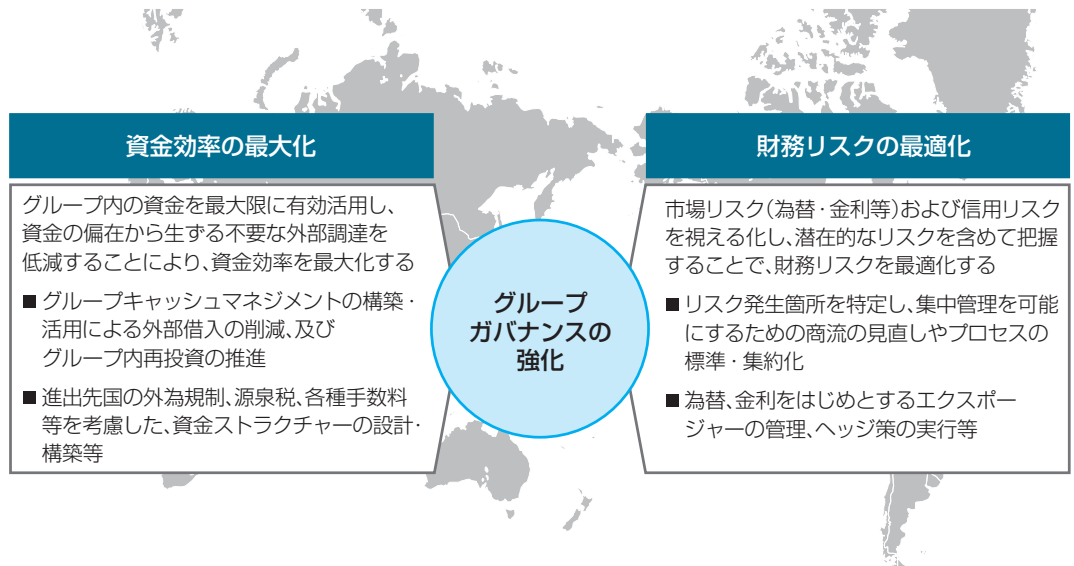 資金効率の最大化
グループ内の資金を最大限に有効活用し、
資金の偏在から生ずる不要な外部調達を
低減することにより、資金効率を最大化する
■ グループキャッシュマネジメントの構築・
活用による外部借入の削減、及び
グループ内再投資の推進
■ 進出先国の外為規制、源泉税、各種手数料
等を考慮した、資金ストラクチャーの設計・
構築等
グループ
ガバナンスの
強化
財務リスクの最適化
市場リスク(為替・金利等)および信用リスク
を視える化し、潜在的なリスクを含めて把握
することで、財務リスクを最適化する
■ リスク発生箇所を特定し、集中管理を可能
にするための商流の見直しやプロセスの
標準・集約化
■ 為替、金利をはじめとするエクスポー
ジャーの管理、ヘッジ策の実行等